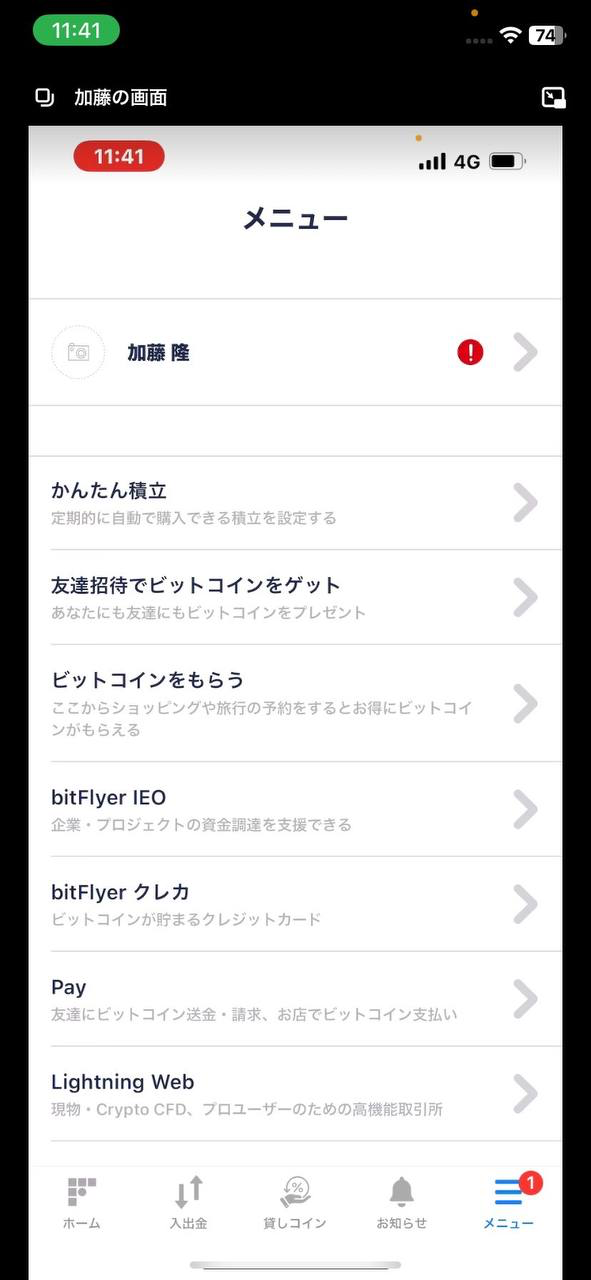 11:41
74
加藤の画面
11:41
4G
メニュー
加藤 隆
かんたん積立
定期的に自動で購入できる積立を設定する
友達招待でビットコインをゲット
あなたにも友達にもビットコインをプレゼント
ビットコインをもらう
ここからショッピングや旅行の予約をするとお得にビットコイ
ンがもらえる
bitFlyer IEO
企業・プロジェクトの資金調達を支援できる
bitFlyer クレカ
ビットコインが貯まるクレジットカード
Pay
友達にビットコイン送金・請求、お店でビットコイン支払い
Lightning Web
現物・Crypto CFD、プロユーザーのための高機能取引所
1
ホーム
入出金
貸しコイン
お知らせ
メニュー